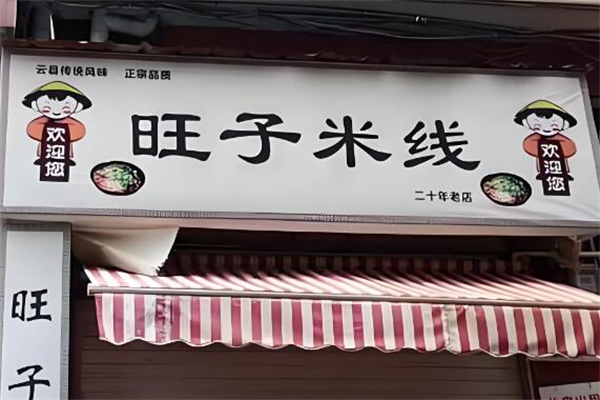 云县传统风味 正宗品质
旺子米线
欢迎您
欢迎您
二十年老店
旺子